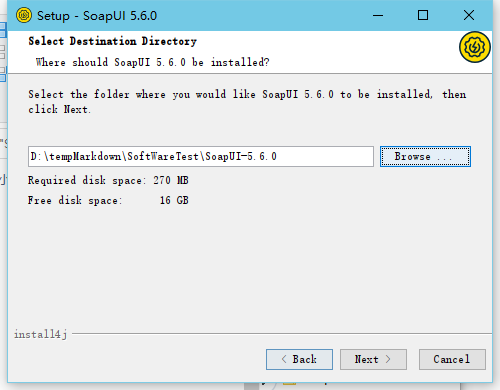 Setup - SoapUI 5.6.0
Select Destination Directory
Where should SoapUI 5.6.0 be installed?
Select the folder where you would like SoapUI 5.6.0 to be installed, then
click Next.
D:\tempMarkdown\SoftWareTest\SoapUI-5.6.0
Browse ...
Required disk space: 270 MB
Free disk space: 16 GB
install4j
< Back
Next >
Cancel